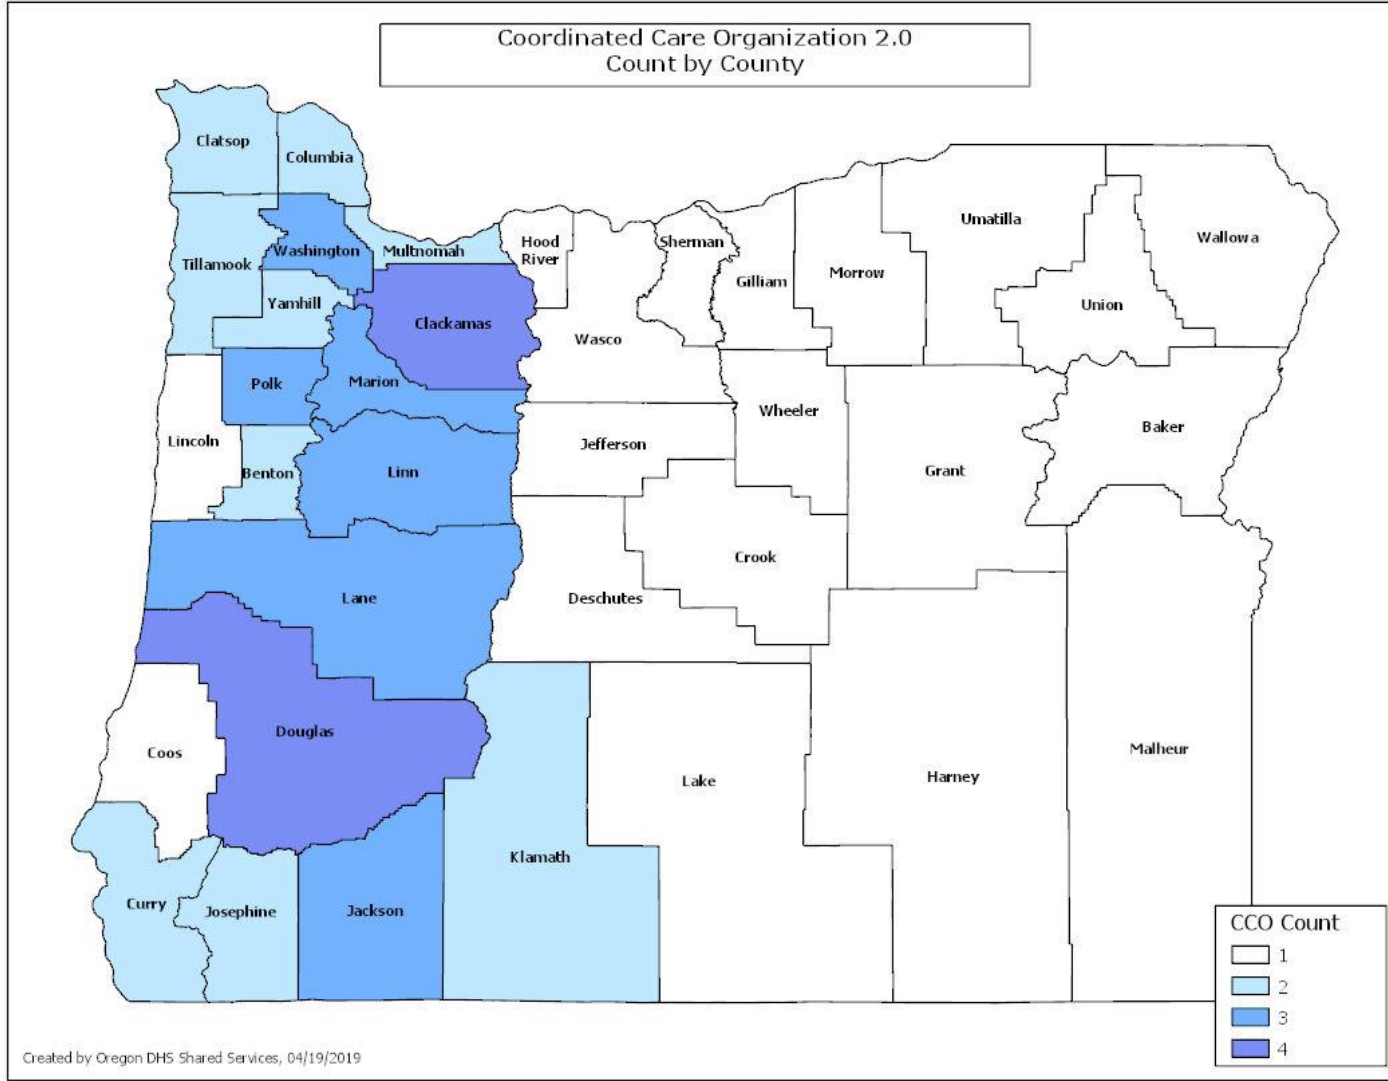 Coordinated Care Organization 2.0
Count by County
Clatsop
Columbia
Tillamook
Washington
Multnomah
Hood
River
Sherman
Gilliam
Morrow
Umatilla
Wallowa
Union
Yamhill
Clackamas
Wasco
Polk
Marion
Wheeler
Baker
Lincoln
Benton
Linn
Jefferson
Grant
Crook
Lane
Deschutes
Douglas
Coos
Malheur
Lake
Harney
Klamath
Curry
Josephine
Jackson
CCO Count
1
2
3
4
Created by Oregon DHS Shared Services, 04/19/2019